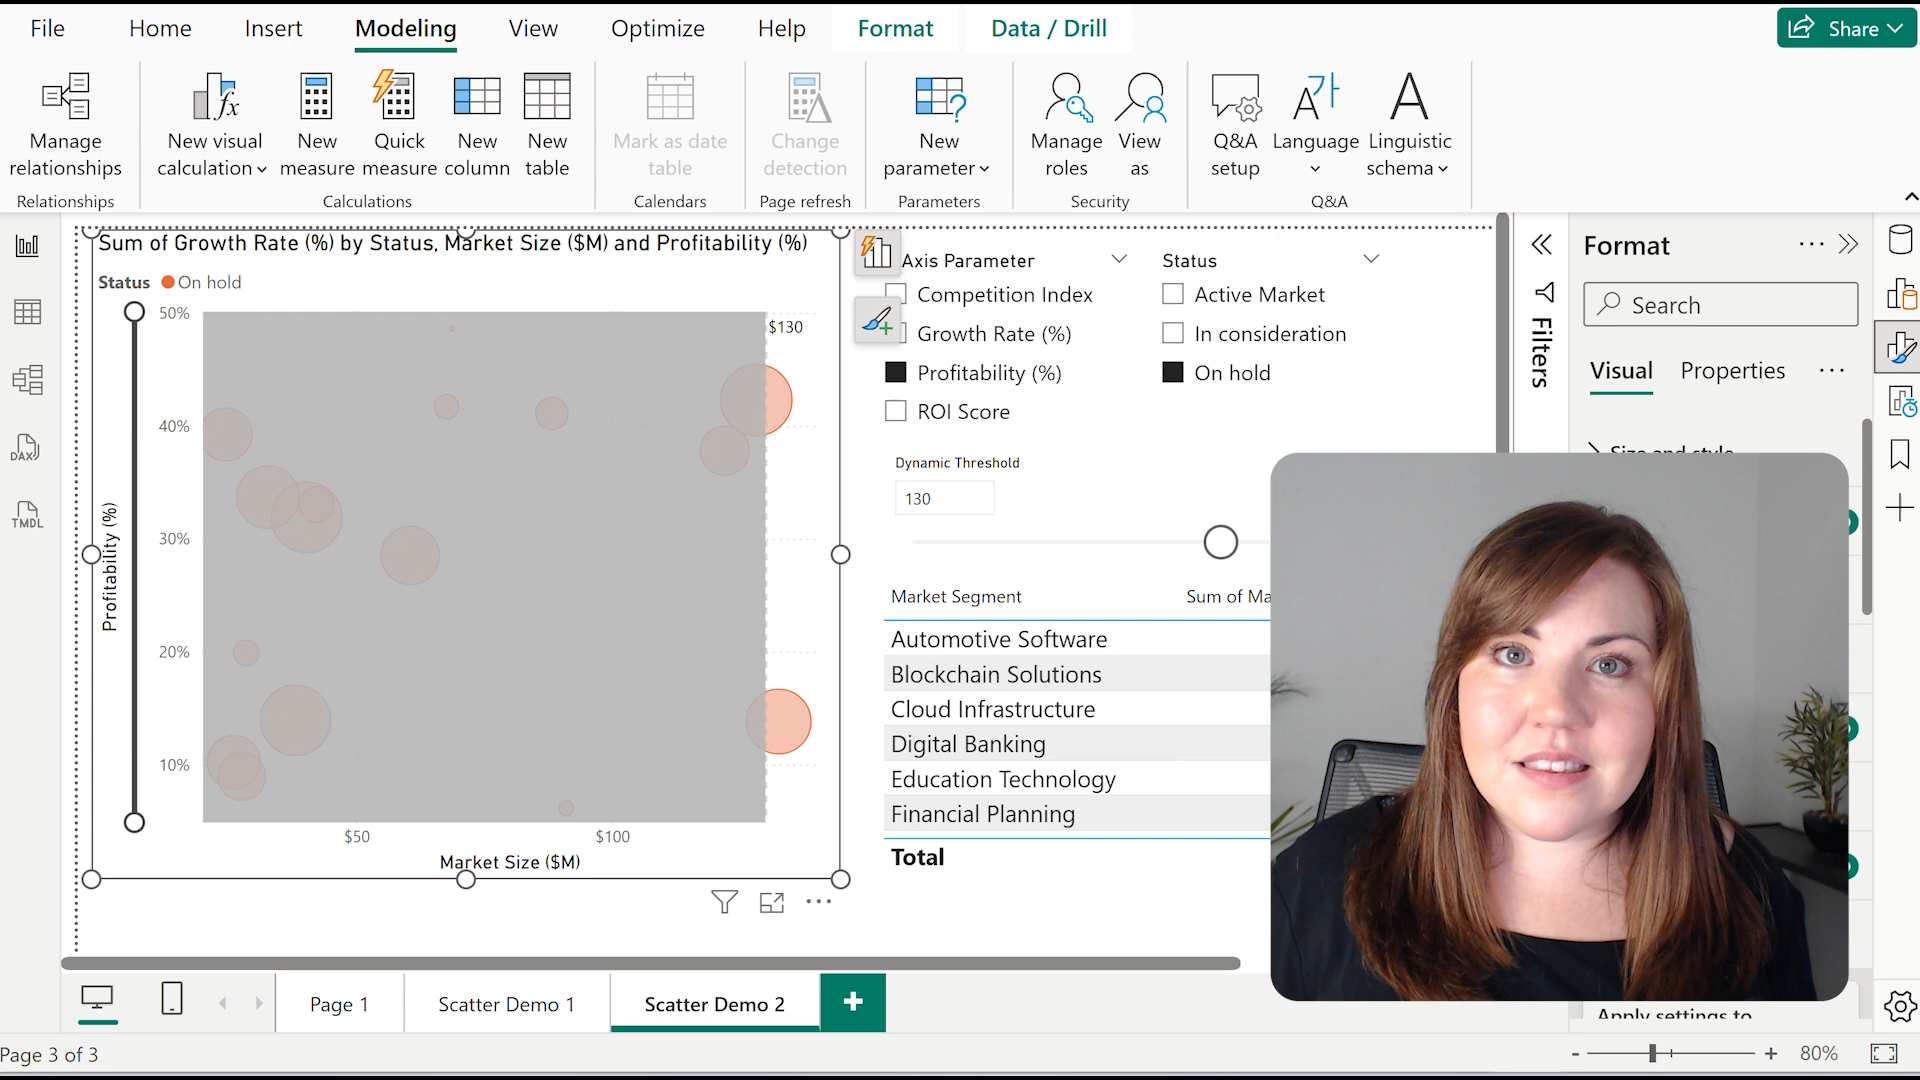 File Home Insert Modeling View Optimize Help Format Data / Drill Share
Manage relationships
New visual calculation
New measure
Quick measure
New column
New table
Mark as date table
Change detection
New parameter
Manage roles
View as
Q&A setup
Language
Linguistic schema
Relationships Calculations Calendars Page refresh Parameters Security Q&A
Sum of Growth Rate (%) by Status, Market Size ($M) and Profitability (%)
Status On hold
50%
40%
30%
20%
10%
$130
Profitability (%)
$50 $100
Market Size ($M)
Axis Parameter
Competition Index
Growth Rate (%)
Profitability (%)
ROI Score
Status
Active Market
In consideration
On hold
Dynamic Threshold
130
Market Segment Sum of Ma
Automotive Software
Blockchain Solutions
Cloud Infrastructure
Digital Banking
Education Technology
Financial Planning
Total
Filters
Format
Search
Visual Properties
Size and style
Apply settings to
DAX
TMDL
Page 1 Scatter Demo 1 Scatter Demo 2
Page 3 of 3
80%